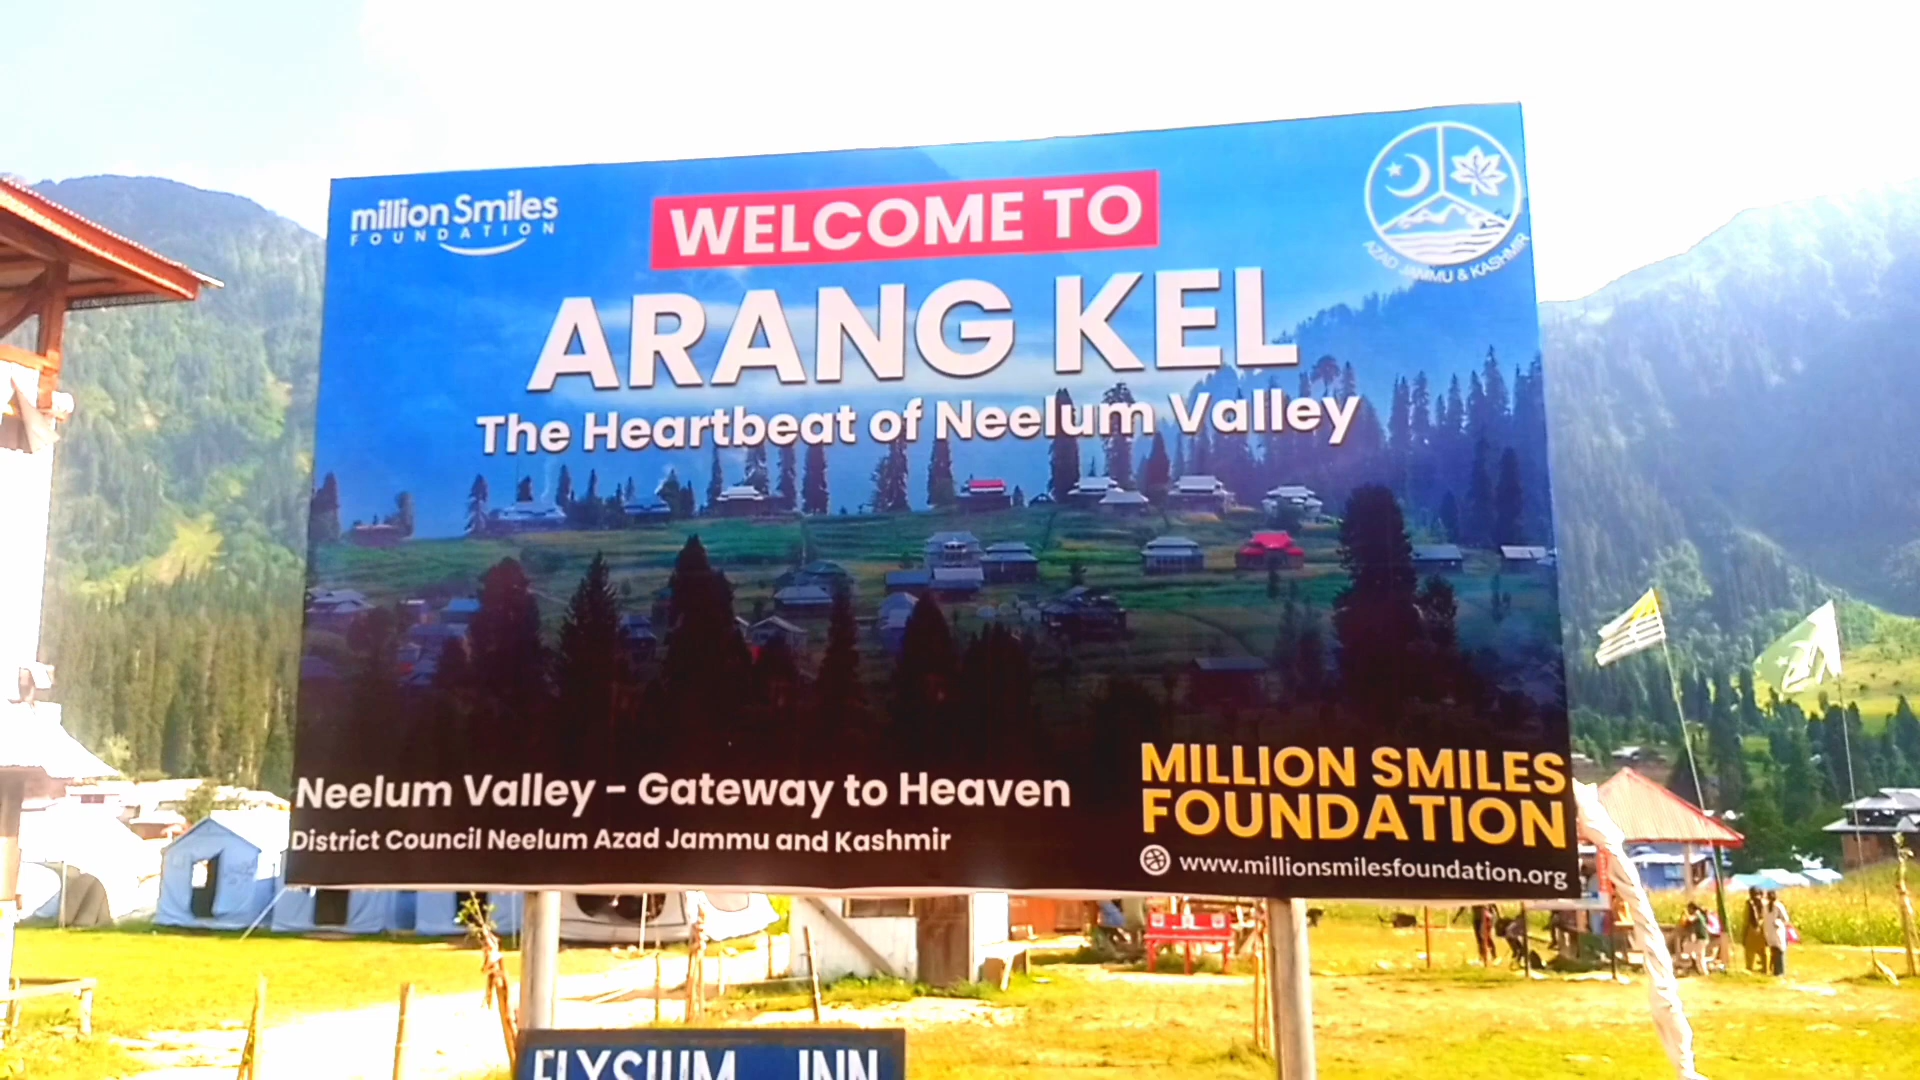 million Smiles
FOUNDATION
WELCOME TO
AZAD JAMMU & KASHMIR
ARANG KEL
The Heartbeat of Neelum Valley
Neelum Valley - Gateway to Heaven
District Council Neelum Azad Jammu and Kashmir
MILLION SMILES
FOUNDATION
www.millionsmilesfoundation.org
ELYSIUM INN